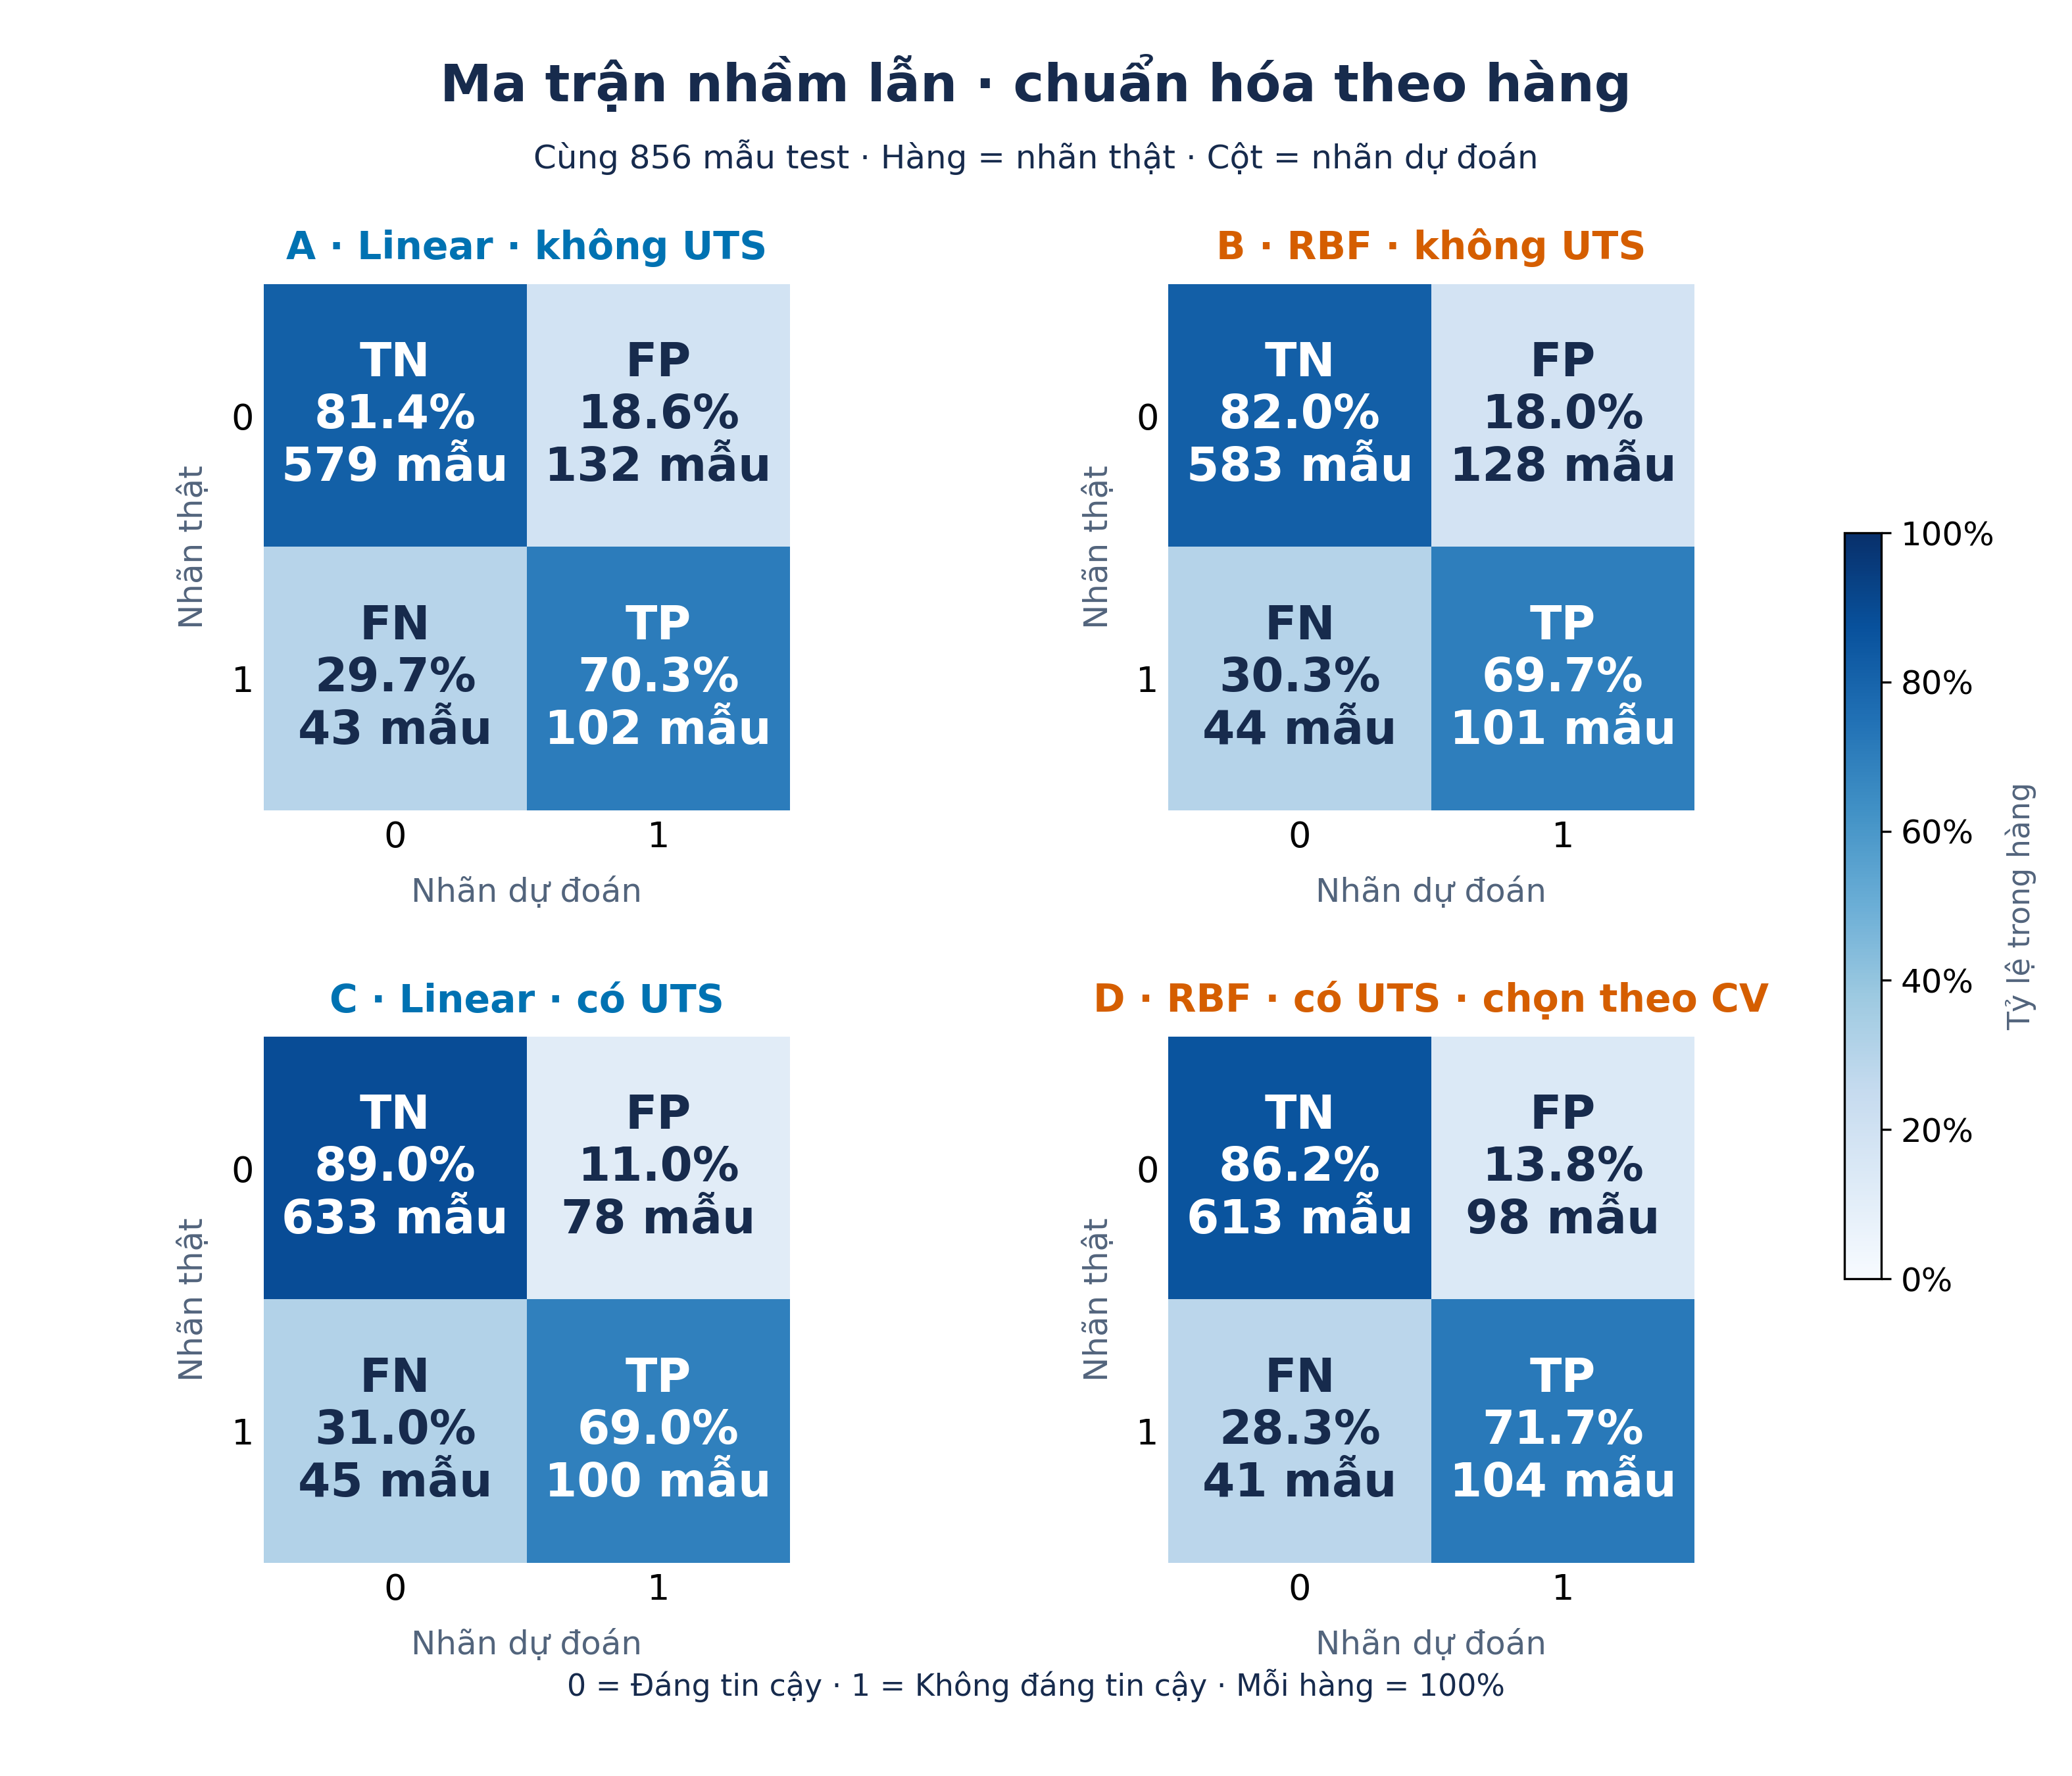 Ma trận nhầm lẫn · chuẩn hóa theo hàng
Cùng 856 mẫu test · Hàng = nhãn thật · Cột = nhãn dự đoán
A · Linear · không UTS
Nhãn thật
0
1
TN
81.4%
579 mẫu
FP
18.6%
132 mẫu
FN
29.7%
43 mẫu
TP
70.3%
102 mẫu
0
1
Nhãn dự đoán
B · RBF · không UTS
Nhãn thật
0
1
TN
82.0%
583 mẫu
FP
18.0%
128 mẫu
FN
30.3%
44 mẫu
TP
69.7%
101 mẫu
0
1
Nhãn dự đoán
C · Linear · có UTS
Nhãn thật
0
1
TN
89.0%
633 mẫu
FP
11.0%
78 mẫu
FN
31.0%
45 mẫu
TP
69.0%
100 mẫu
0
1
Nhãn dự đoán
D · RBF · có UTS · chọn theo CV
Nhãn thật
0
1
TN
86.2%
613 mẫu
FP
13.8%
98 mẫu
FN
28.3%
41 mẫu
TP
71.7%
104 mẫu
0
1
Nhãn dự đoán
100%
80%
60%
40%
20%
0%
Tỷ lệ trong hàng
0 = Đáng tin cậy · 1 = Không đáng tin cậy · Mỗi hàng = 100%